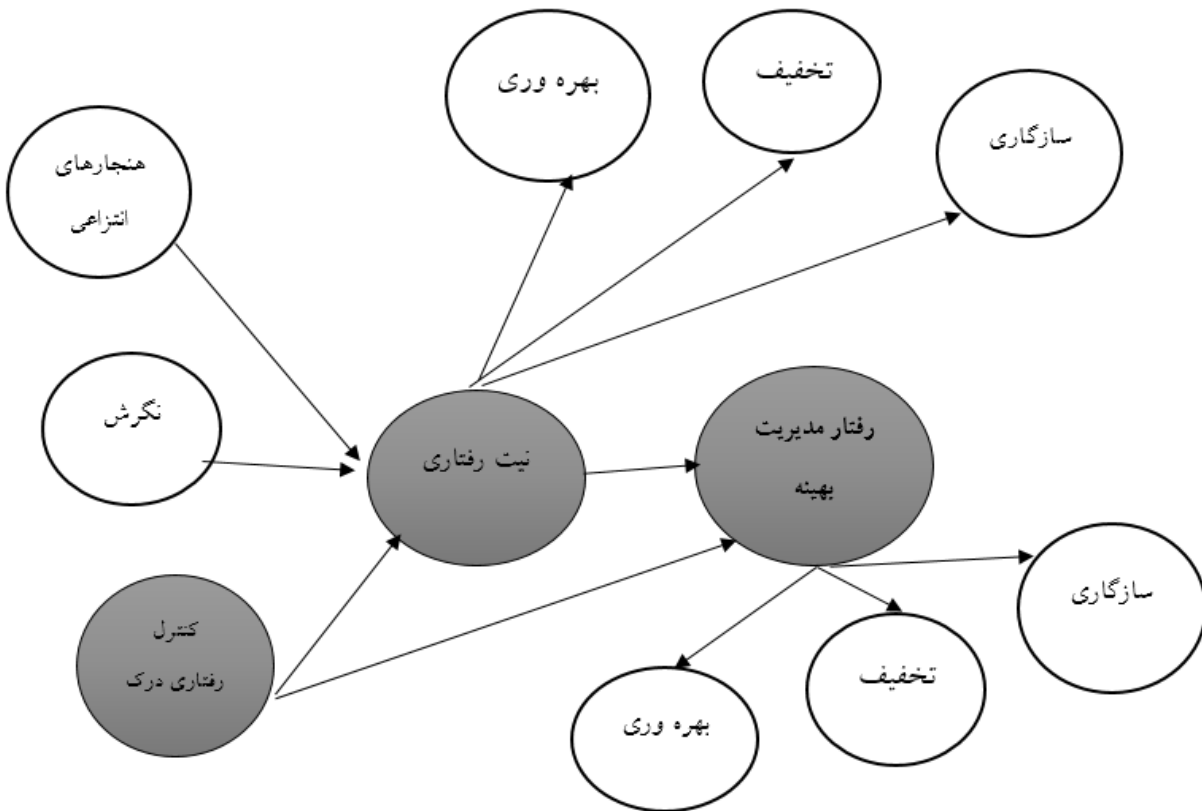 بهره وری
تخفیف
سازگاری
هنجارهای
انتزاعی
نگرش
نیت رفتاری
رفتار مدیریت
بهینه
کنترل
رفتاری درک
سازگاری
تخفیف
بهره وری